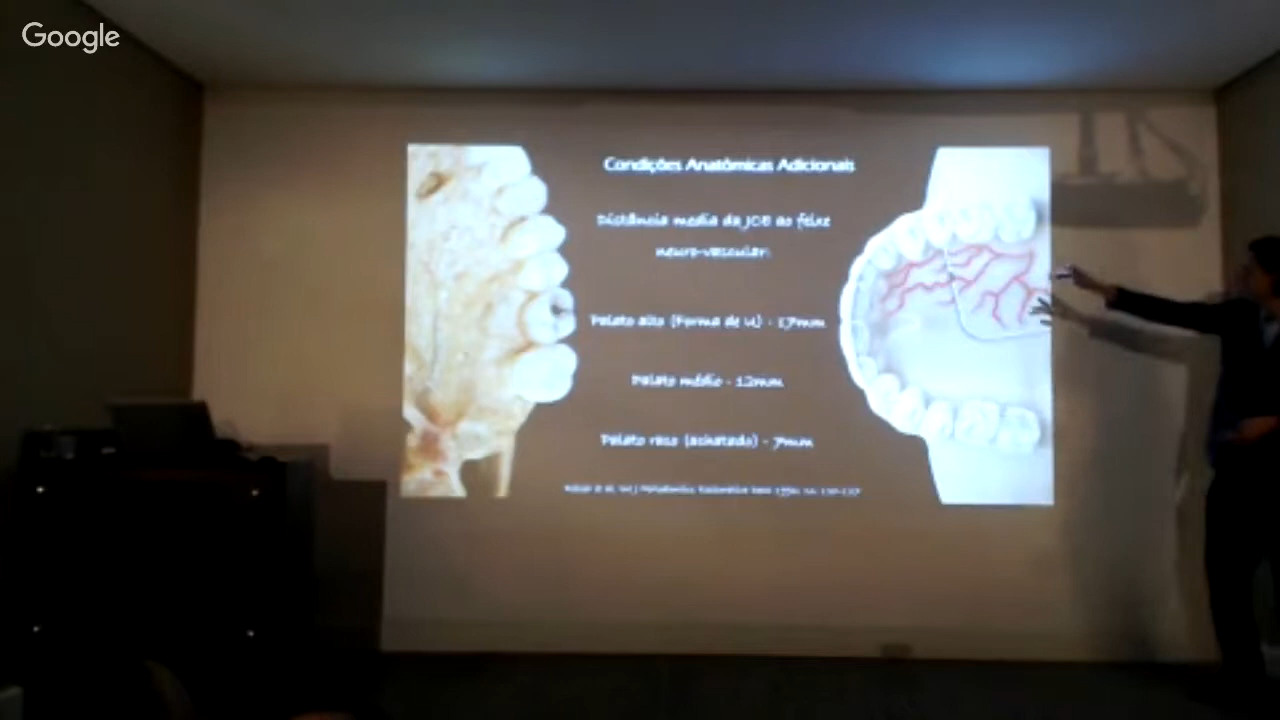 Google
Condições Anatômicas Adicionais
Distância media da JCE ao feixe
neuro-vascular:
Palato alto (Forma de U) - 17mm
Palato médio - 12mm
Palato raso (achatado) - 7mm